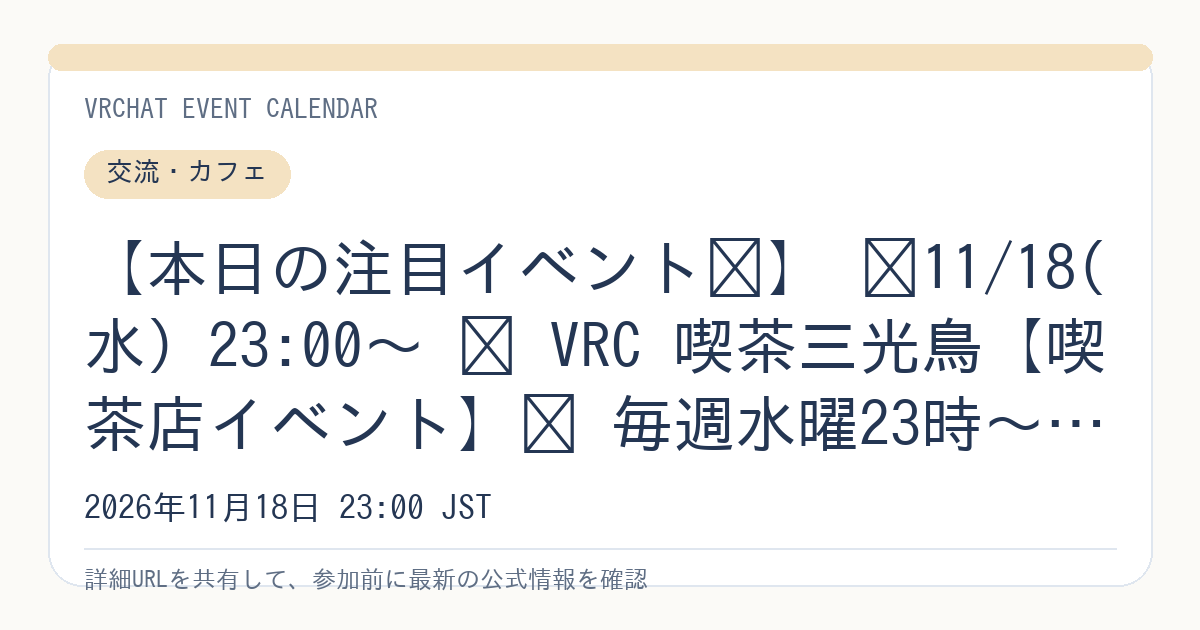 VRCHAT EVENT CALENDAR
交流・カフェ
【本日の注目イベント】 11/18(
水) 23:00～ VRC 喫茶三光鳥【喫
茶店イベント】 毎週水曜23時～…
2026年11月18日 23:00 JST
詳細URLを共有して、参加前に最新の公式情報を確認